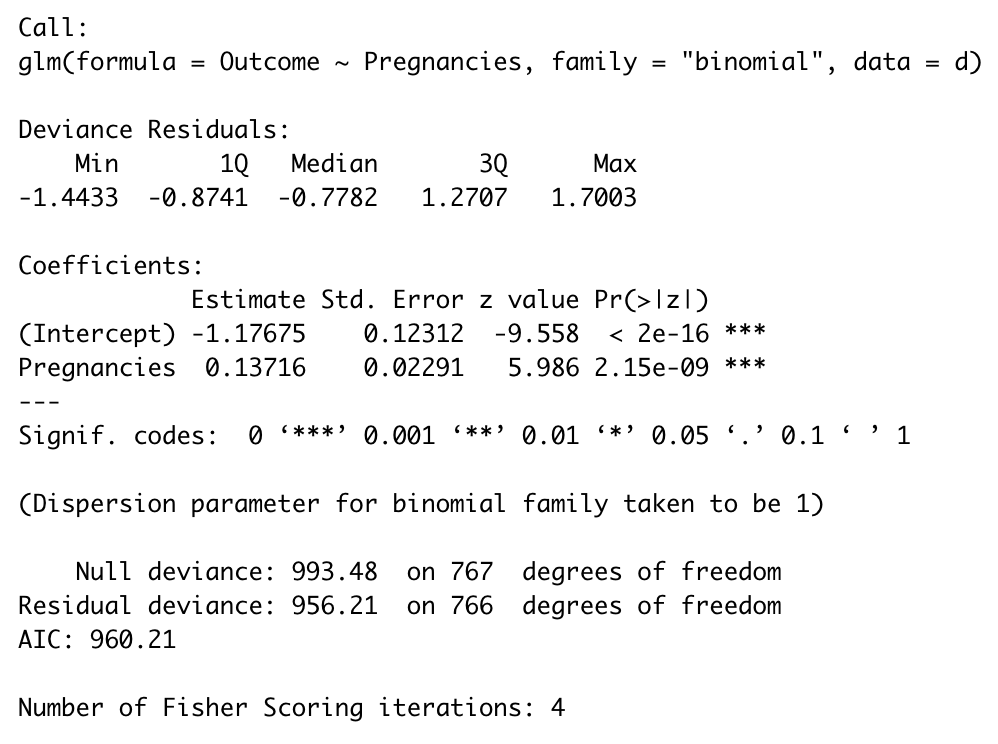 Call:
glm(formula = Outcome ~ Pregnancies, family = "binomial", data = d)
Deviance Residuals:
    Min       1Q   Median       3Q      Max
-1.4433  -0.8741  -0.7782   1.2707   1.7003
Coefficients:
            Estimate Std. Error z value Pr(>|z|)
(Intercept) -1.17675    0.12312  -9.558  < 2e-16 ***
Pregnancies  0.13716    0.02291   5.986 2.15e-09 ***
---
Signif. codes:  0 ‘***’ 0.001 ‘**’ 0.01 ‘*’ 0.05 ‘.’ 0.1 ‘ ’ 1
(Dispersion parameter for binomial family taken to be 1)
    Null deviance: 993.48  on 767  degrees of freedom
Residual deviance: 956.21  on 766  degrees of freedom
AIC: 960.21
Number of Fisher Scoring iterations: 4